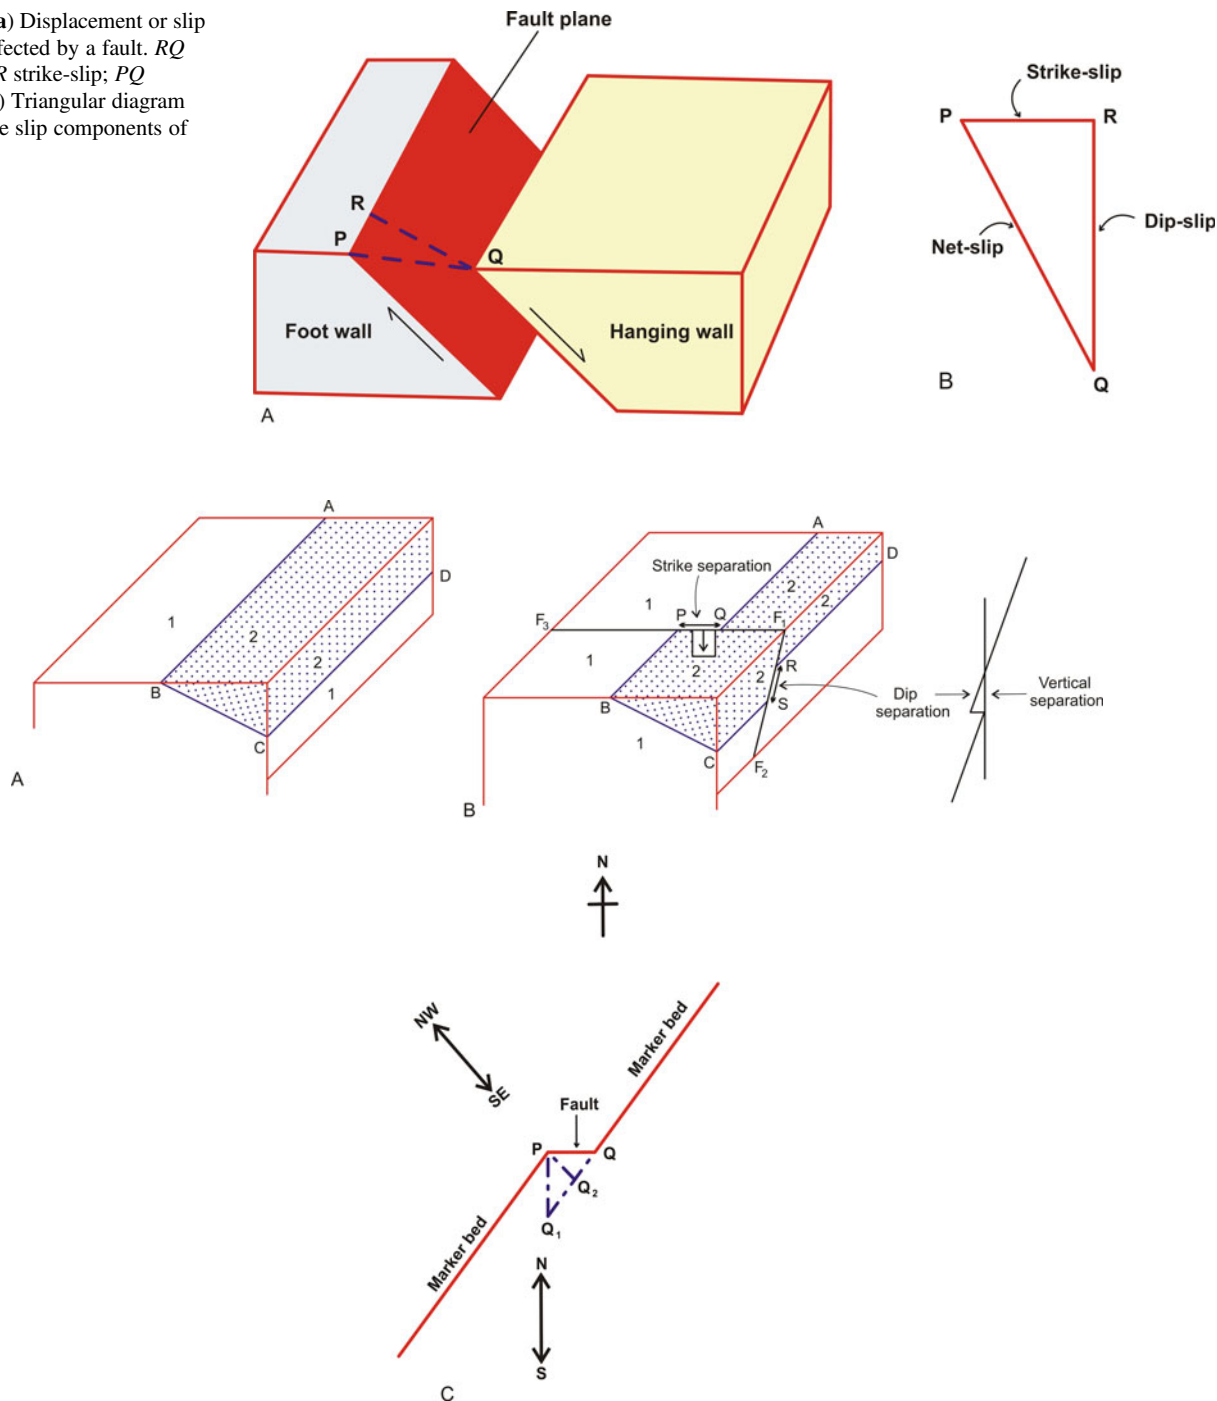 a) Displacement or slip
ffected by a fault. RQ
R strike-slip; PQ
) Triangular diagram
e slip components of
Fault plane
R
P
Q
Foot wall
Hanging wall
A
Strike-slip
P
R
Net-slip
Dip-slip
Q
B
A
D
1
2
2
1
B
C
A
A
D
Strike separation
2
1
2
P
Q
F1
F3
1
2
2
R
S
B
1
C
F2
B
Dip
separation
Vertical
separation
N
NW
SE
Marker bed
Fault
P
Q
Q2
Q1
Marker bed
N
S
C